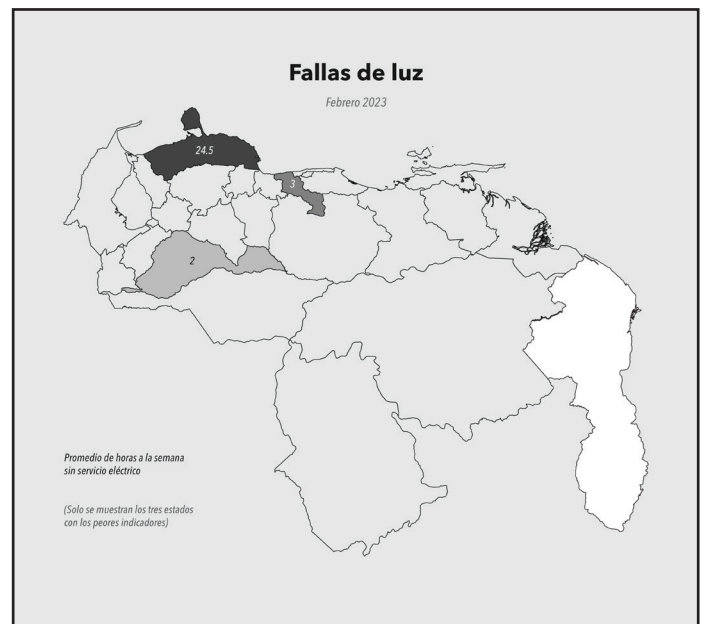 Fallas de luz
Febrero 2023
24.5
3
2
Promedio de horas a la semana
sin servicio eléctrico
(Solo se muestran los tres estados
con los peores indicadores)